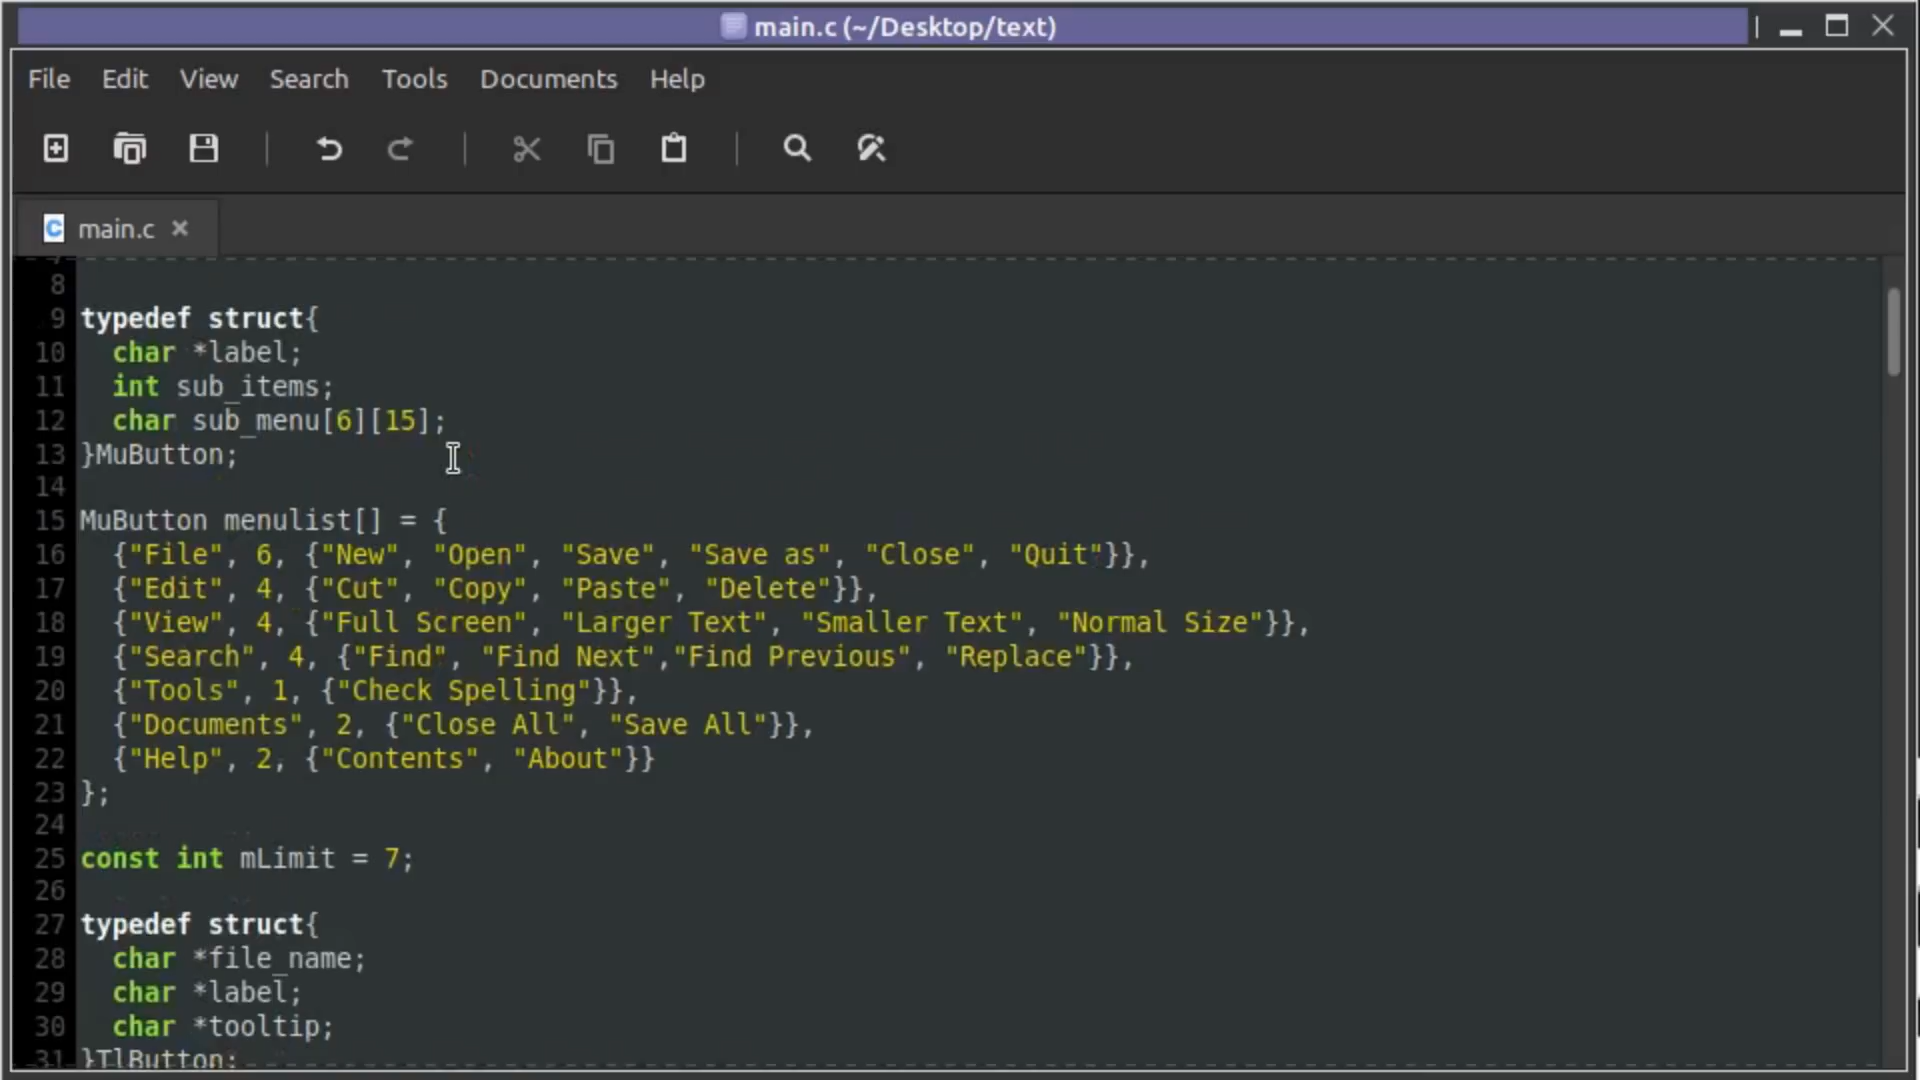 main.c (~/Desktop/text)
File Edit View Search Tools Documents Help
main.c
8
9 typedef struct{
10 char *label;
11 int sub_items;
12 char sub_menu[6][15];
13 }MuButton;
14
15 MuButton menulist[] = {
16 {"File", 6, {"New", "Open", "Save", "Save as", "Close", "Quit"}},
17 {"Edit", 4, {"Cut", "Copy", "Paste", "Delete"}},
18 {"View", 4, {"Full Screen", "Larger Text", "Smaller Text", "Normal Size"}},
19 {"Search", 4, {"Find", "Find Next","Find Previous", "Replace"}},
20 {"Tools", 1, {"Check Spelling"}},
21 {"Documents", 2, {"Close All", "Save All"}},
22 {"Help", 2, {"Contents", "About"}}
23 };
24
25 const int mLimit = 7;
26
27 typedef struct{
28 char *file_name;
29 char *label;
30 char *tooltip;
31 }TlButton;